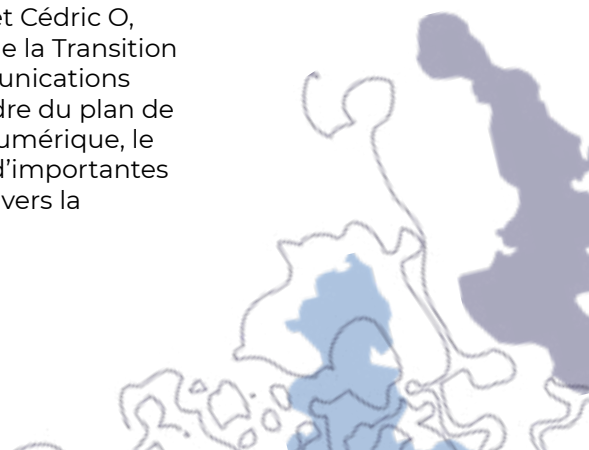 et Cédric O,
e la Transition
unications
dre du plan de
umérique, le
d’importantes
vers la